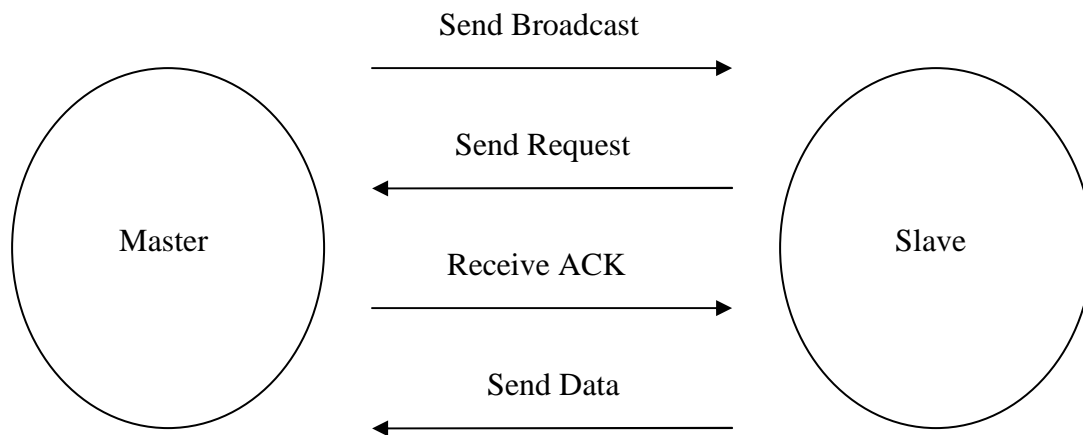 Send Broadcast
Send Request
Master
Slave
Receive ACK
Send Data